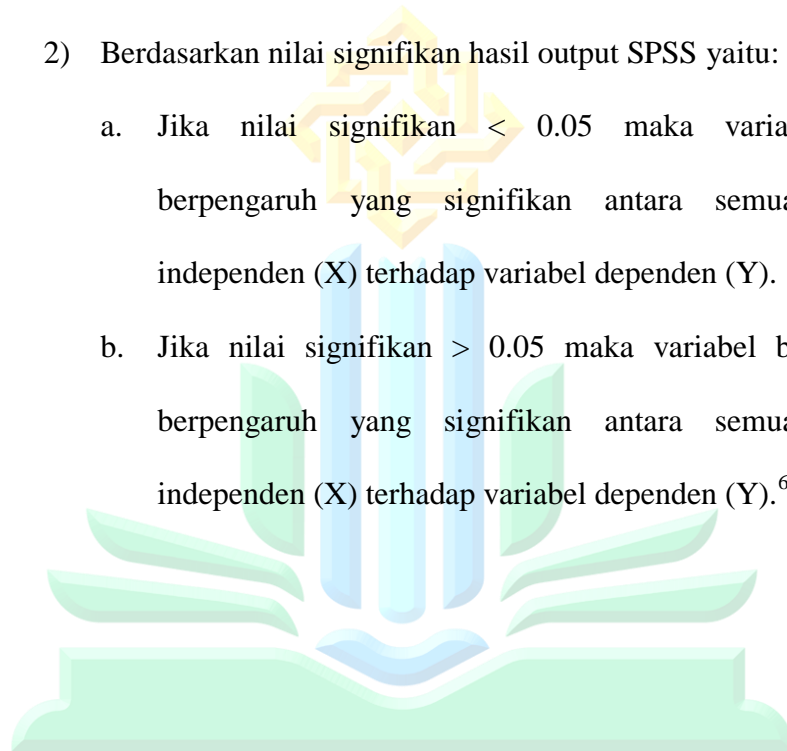 2) Berdasarkan nilai signifikan hasil output SPSS yaitu:
a. Jika nilai signifikan < 0.05 maka
berpengaruh yang signifikan antara
independen (X) terhadap variabel dependen (Y).
b. Jika nilai signifikan > 0.05 maka variabel
berpengaruh yang signifikan antara
independen (X) terhadap variabel dependen (Y).⁶